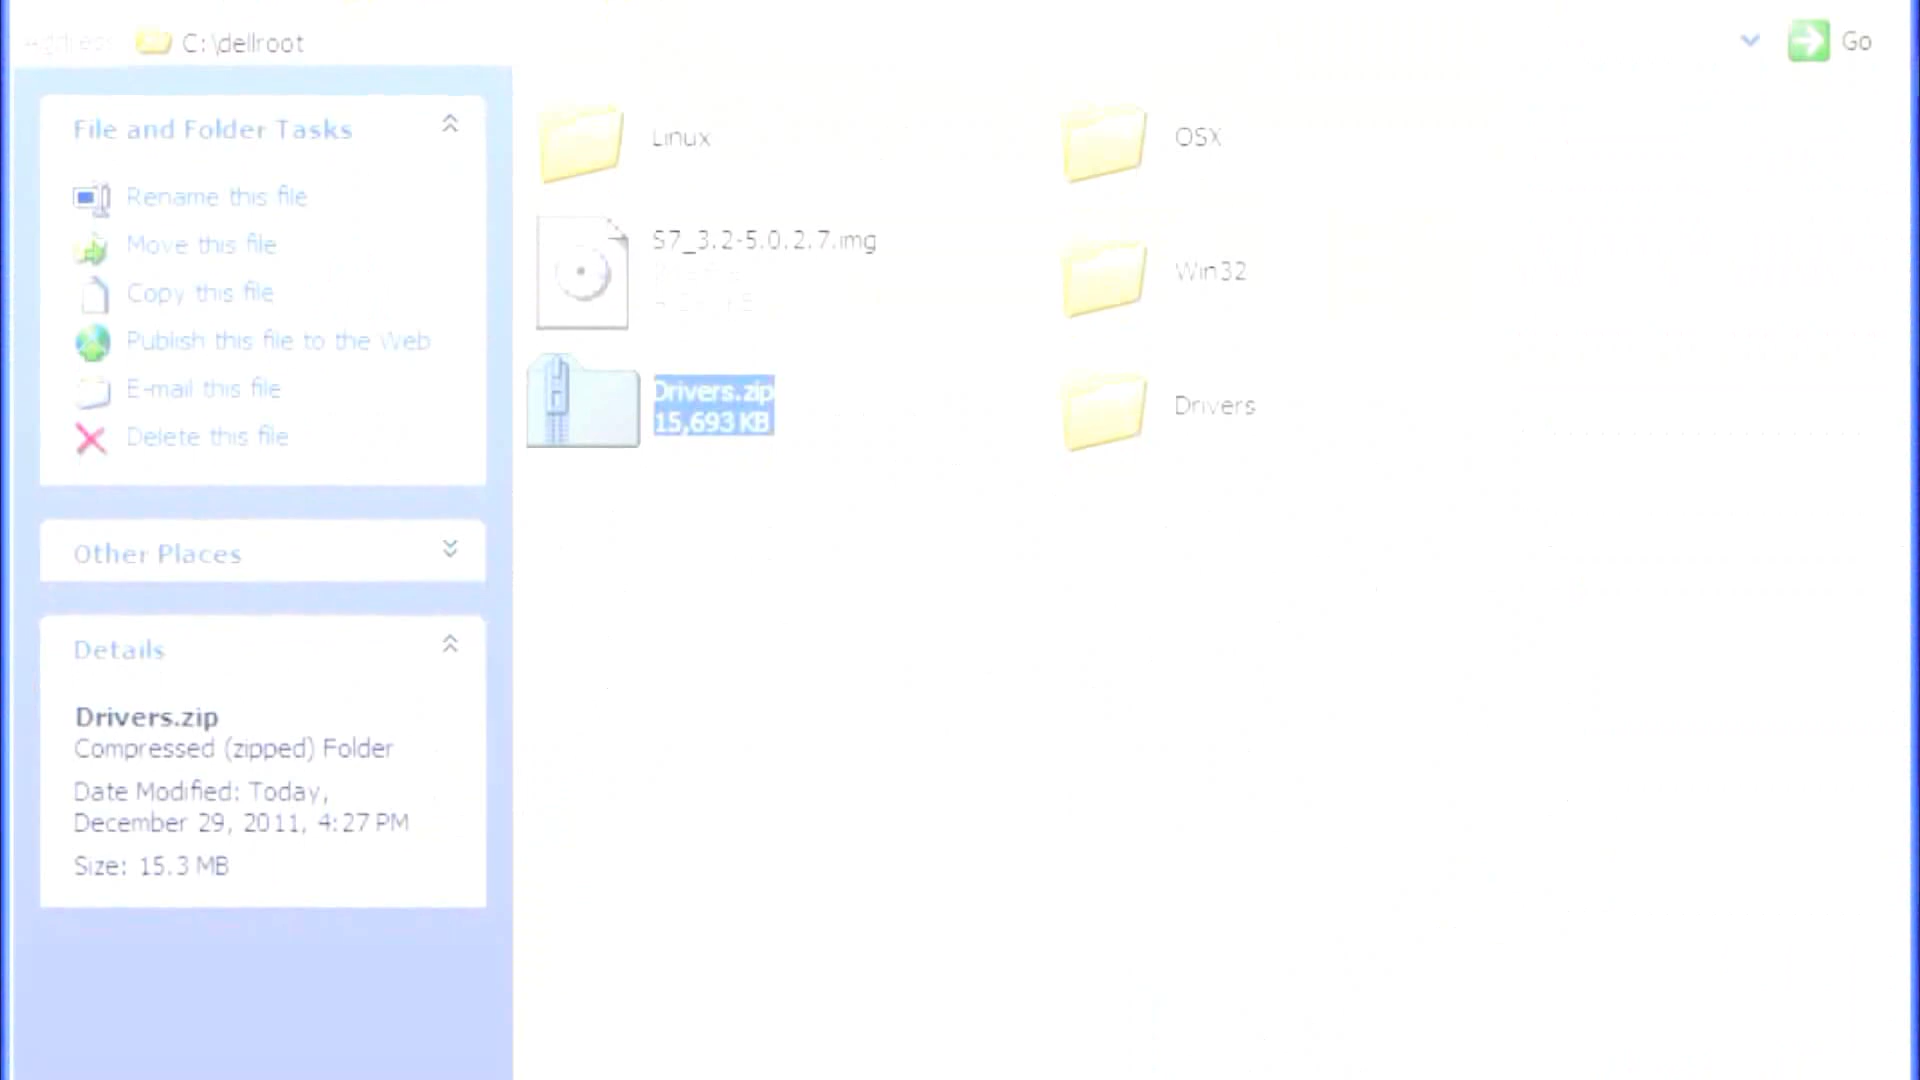 Address C:\dellroot Go
File and Folder Tasks
Rename this file
Move this file
Copy this file
Publish this file to the Web
E-mail this file
Delete this file
Other Places
Details
Drivers.zip
Compressed (zipped) Folder
Date Modified: Today,
December 29, 2011, 4:27 PM
Size: 15.3 MB
Linux
OSX
S7_3.2-5.0.2.7.img
Win32
Drivers.zip
15,693 KB
Drivers